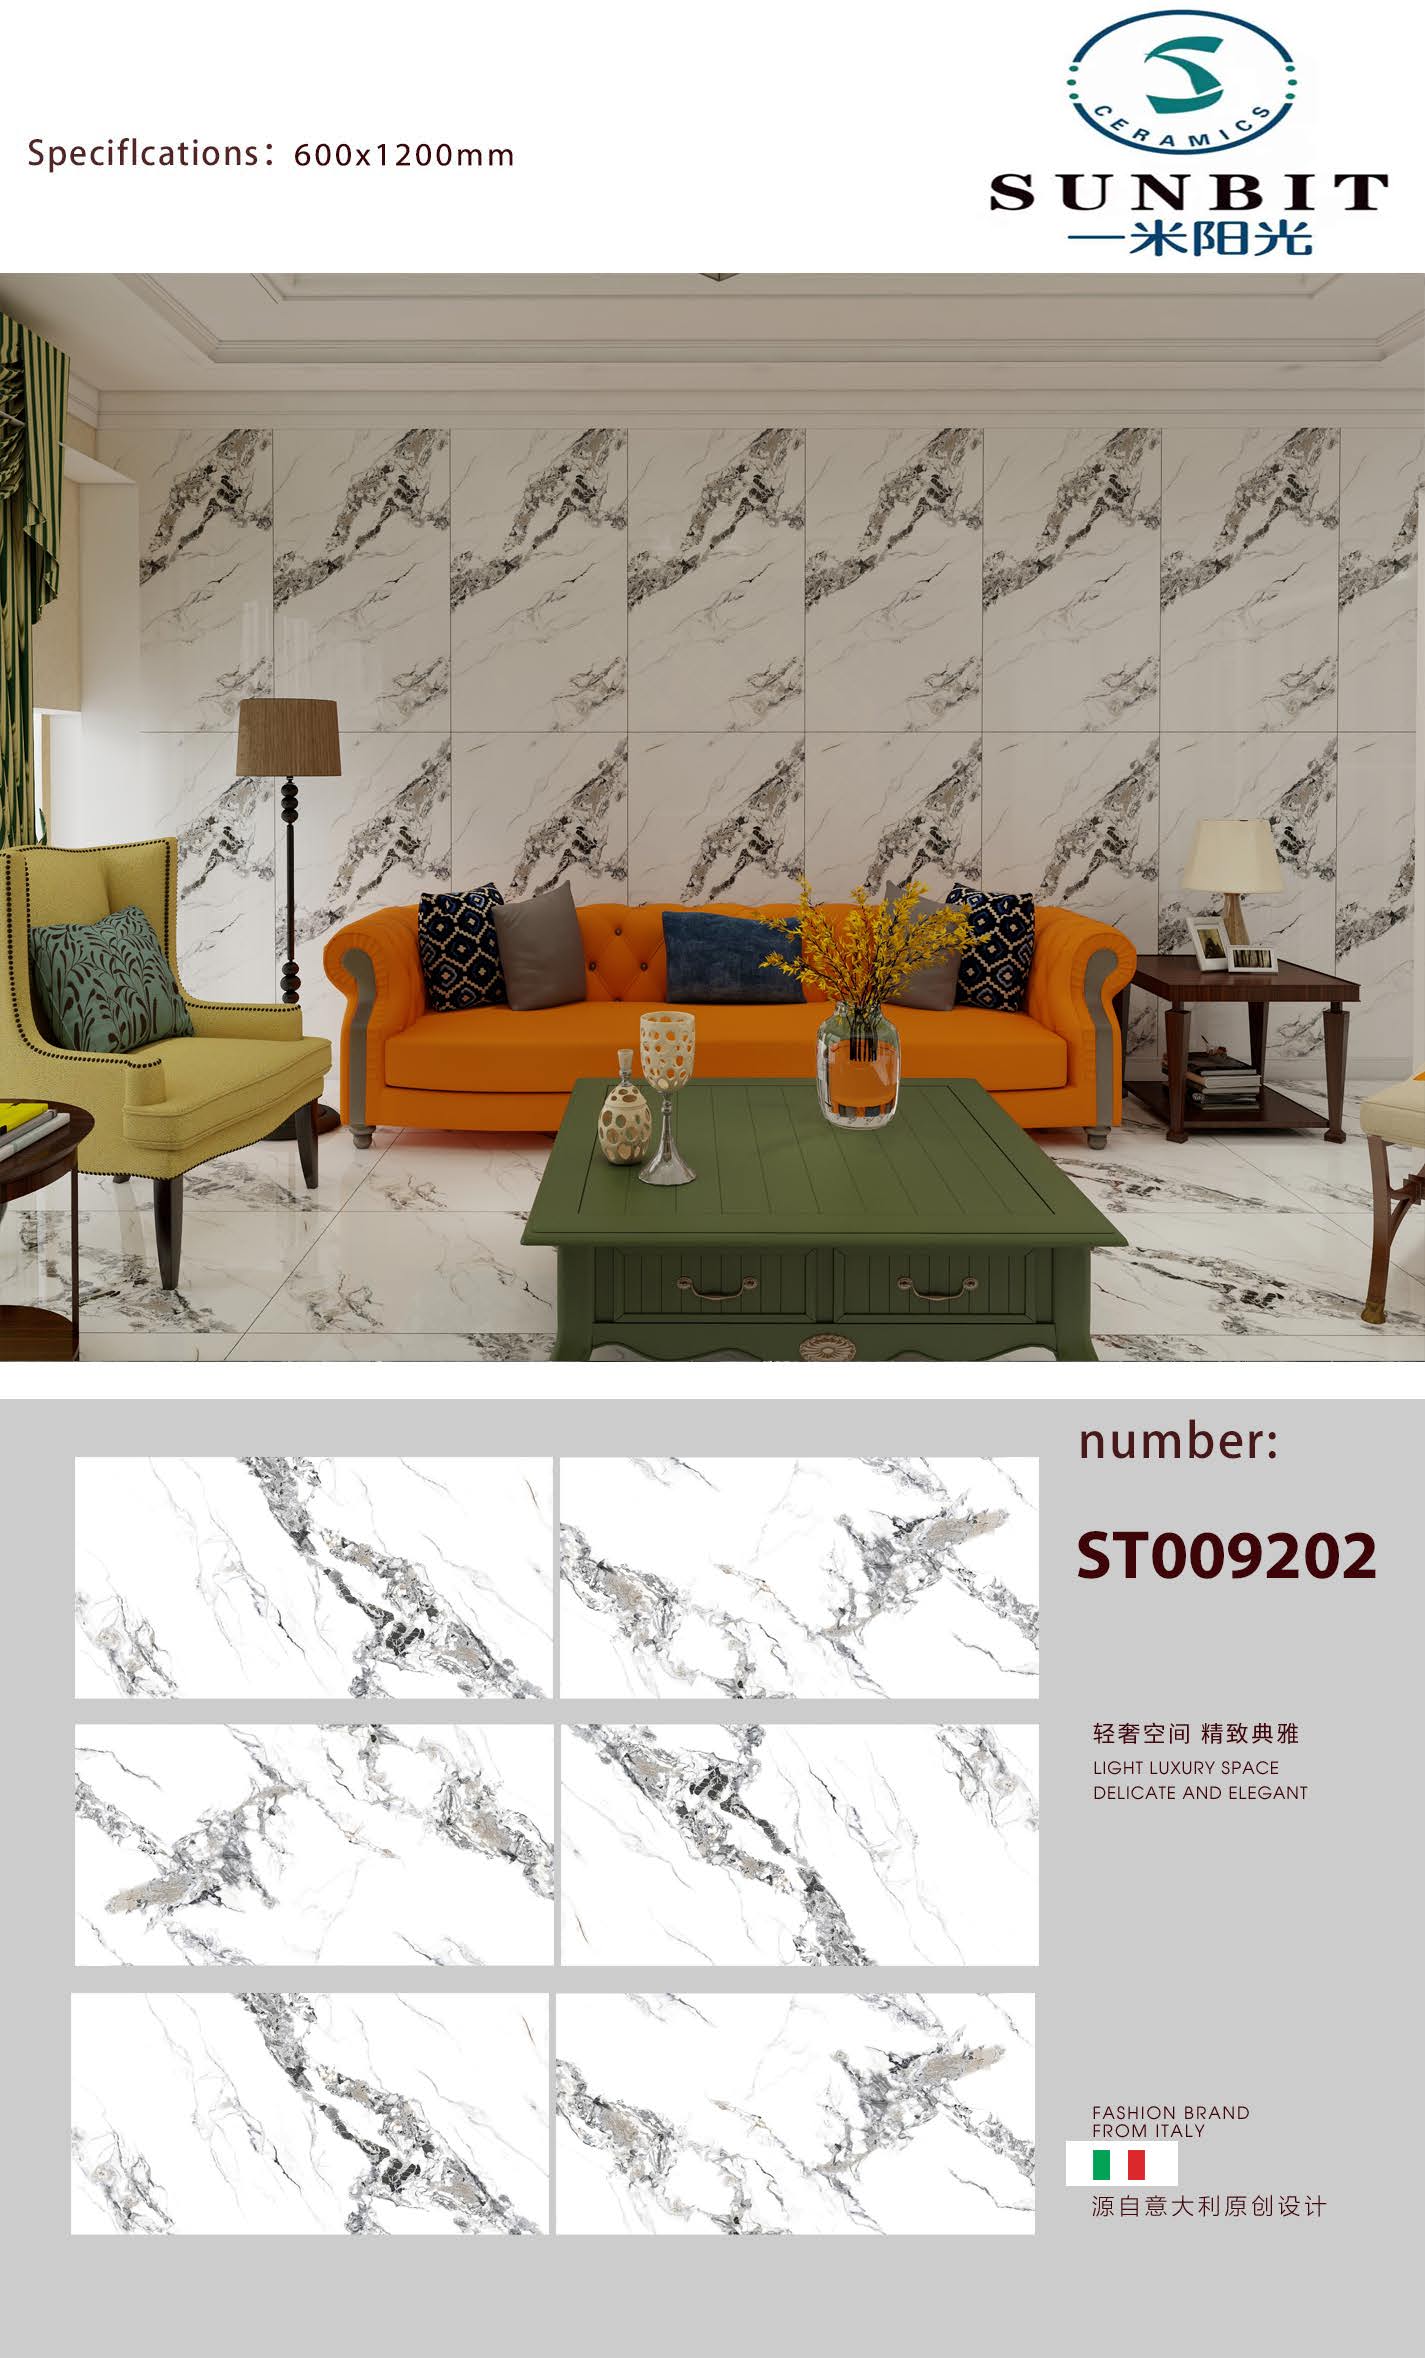 CERAMICS
SUNBIT
一米阳光
Speciflcations： 600x1200mm
number:
ST009202
轻奢空间 精致典雅
LIGHT LUXURY SPACE
DELICATE AND ELEGANT
FASHION BRAND
FROM ITALY
源自意大利原创设计